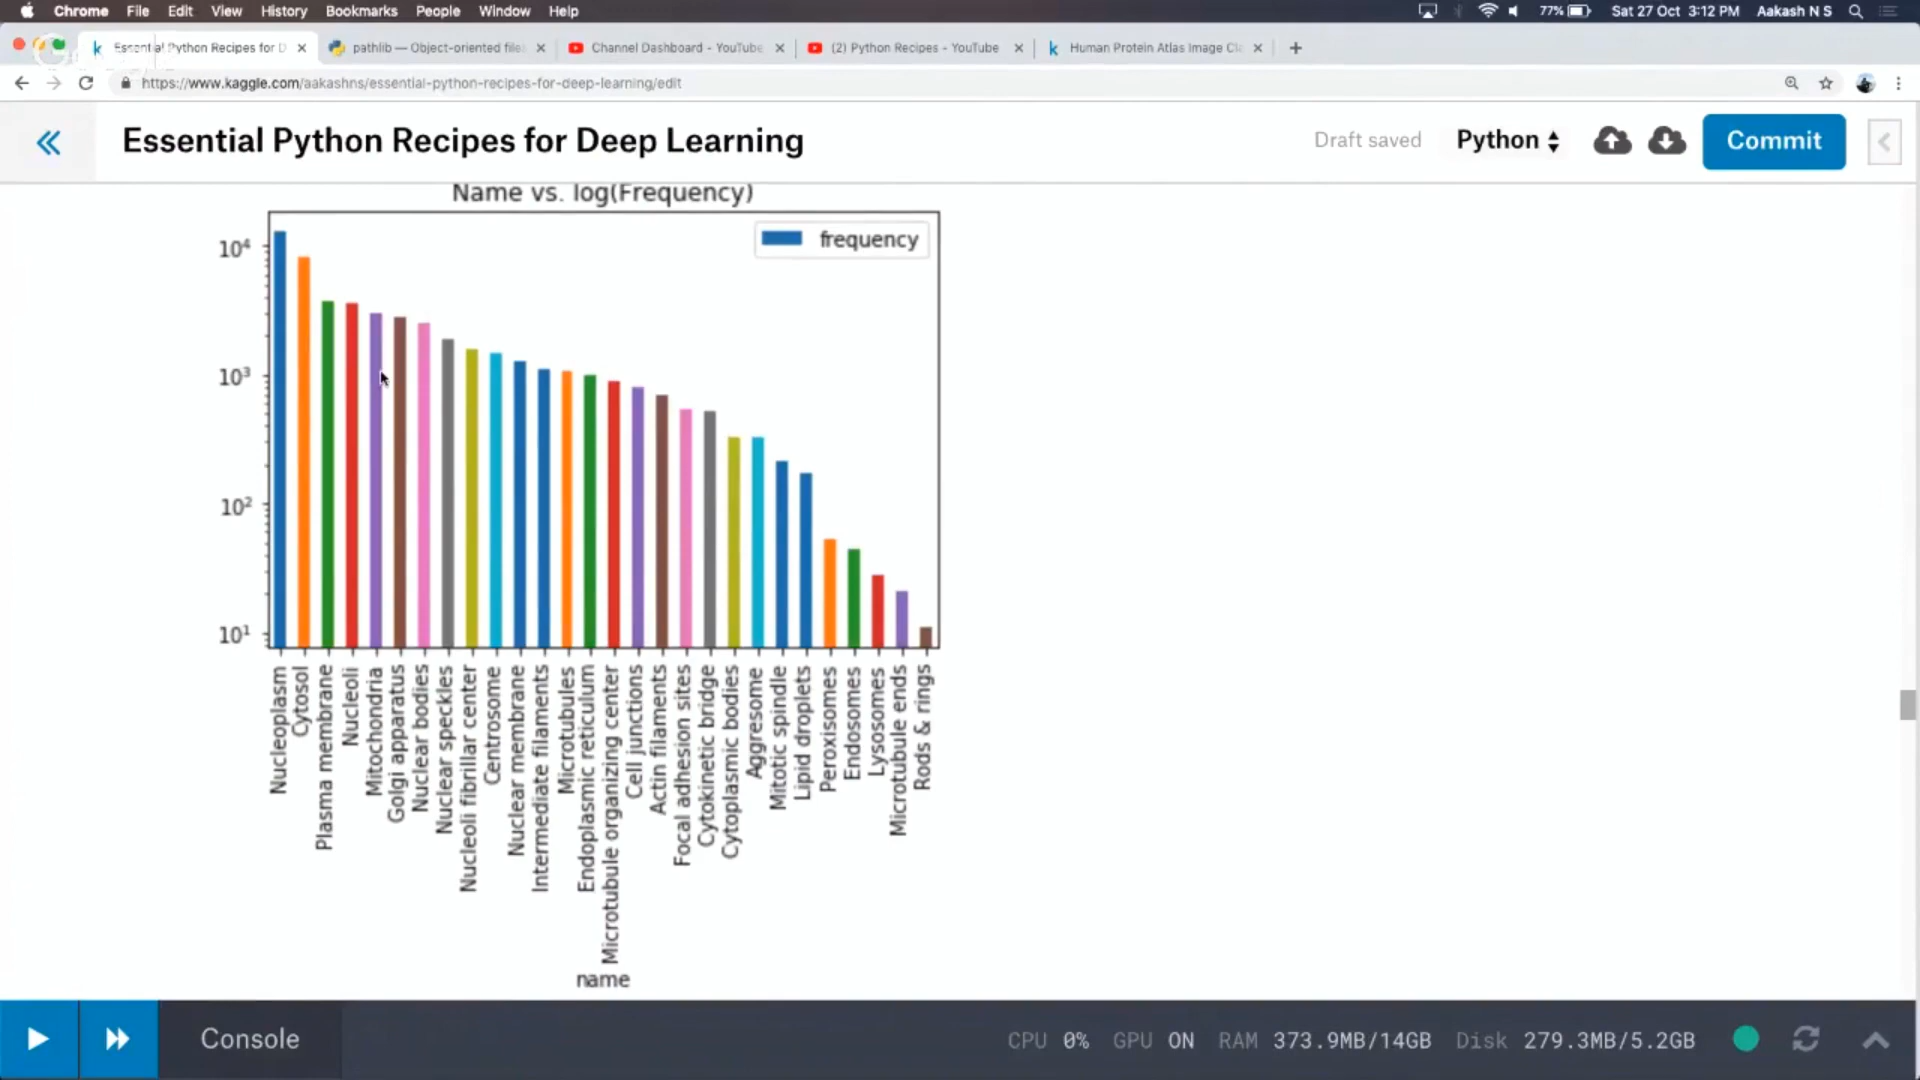 Chrome File Edit View History Bookmarks People Window Help 77% Sat 27 Oct 3:12 PM Aakash N S
Essential Python Recipes for D
pathlib — Object-oriented file
Channel Dashboard - YouTube
(2) Python Recipes - YouTube
Human Protein Atlas Image Cl
https://www.kaggle.com/aakashns/essential-python-recipes-for-deep-learning/edit
Essential Python Recipes for Deep Learning
Draft saved
Python
Commit
Name vs. log(Frequency)
frequency
10⁴
10³
10²
10¹
Nucleoplasm
Cytosol
Plasma membrane
Nucleoli
Mitochondria
Golgi apparatus
Nuclear bodies
Nuclear speckles
Nucleoli fibrillar center
Centrosome
Nuclear membrane
Intermediate filaments
Microtubules
Endoplasmic reticulum
Microtubule organizing center
Cell junctions
Actin filaments
Focal adhesion sites
Cytokinetic bridge
Cytoplasmic bodies
Aggresome
Mitotic spindle
Lipid droplets
Peroxisomes
Endosomes
Lysosomes
Microtubule ends
Rods & rings
name
Console
CPU 0% GPU ON RAM 373.9MB/14GB Disk 279.3MB/5.2GB